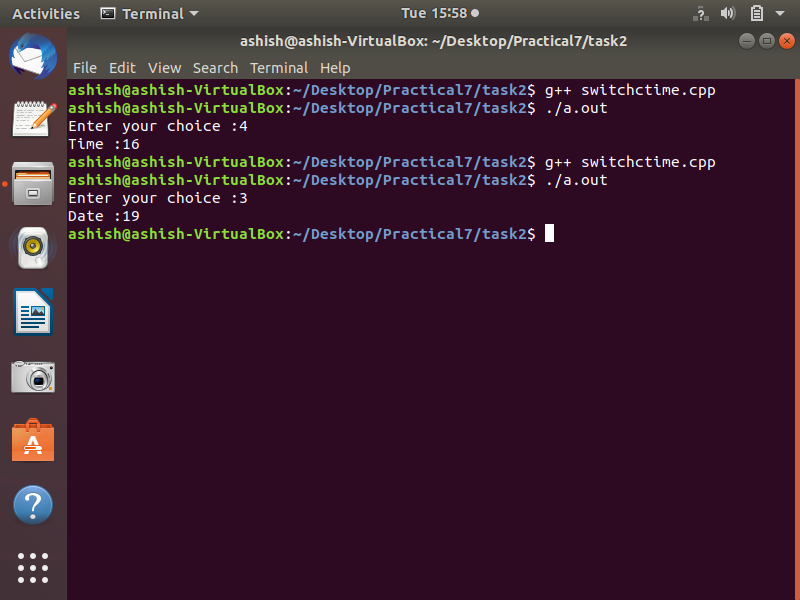 Activities Terminal Tue 15:58
ashish@ashish-VirtualBox: ~/Desktop/Practical7/task2
File Edit View Search Terminal Help
ashish@ashish-VirtualBox:~/Desktop/Practical7/task2$ g++ switchctime.cpp
ashish@ashish-VirtualBox:~/Desktop/Practical7/task2$ ./a.out
Enter your choice :4
Time :16
ashish@ashish-VirtualBox:~/Desktop/Practical7/task2$ g++ switchctime.cpp
ashish@ashish-VirtualBox:~/Desktop/Practical7/task2$ ./a.out
Enter your choice :3
Date :19
ashish@ashish-VirtualBox:~/Desktop/Practical7/task2$